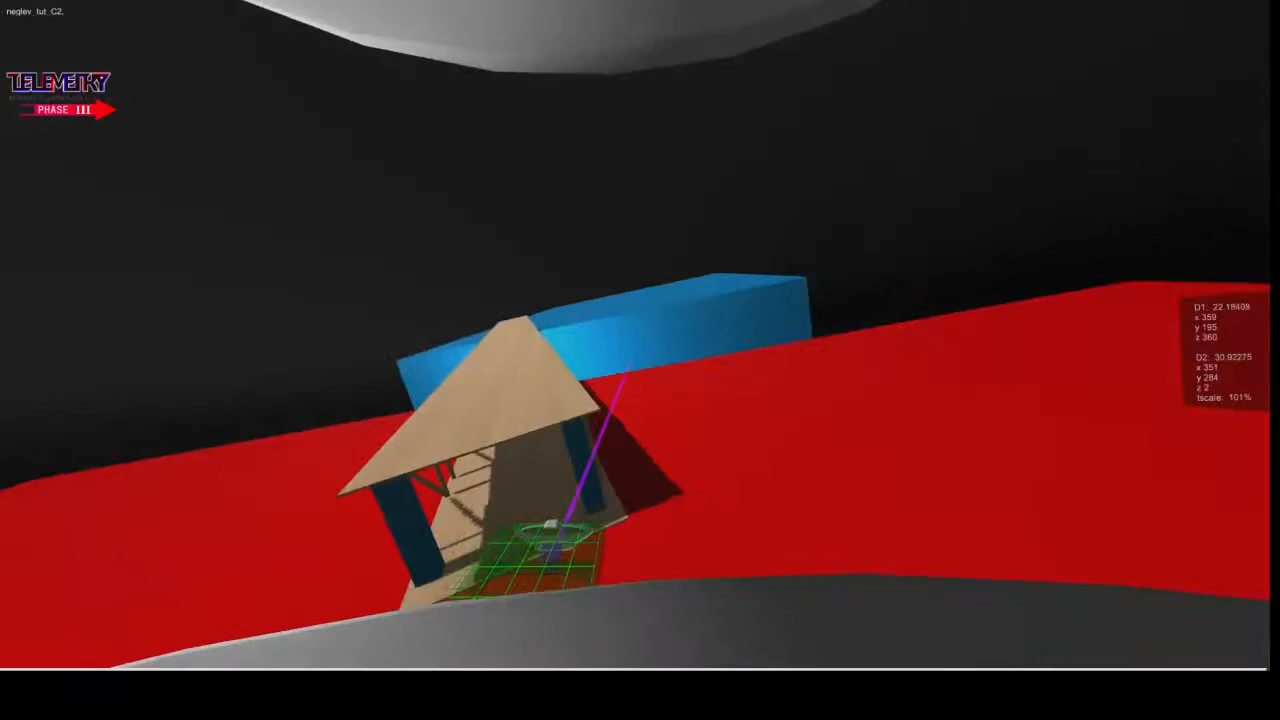 neglev_tut_C2,
TELEMETRY
PHASE III
D1: 22.18408
x 359
y 195
z 360
D2: 30.92275
x 351
y 284
z 2
tscale: 101%